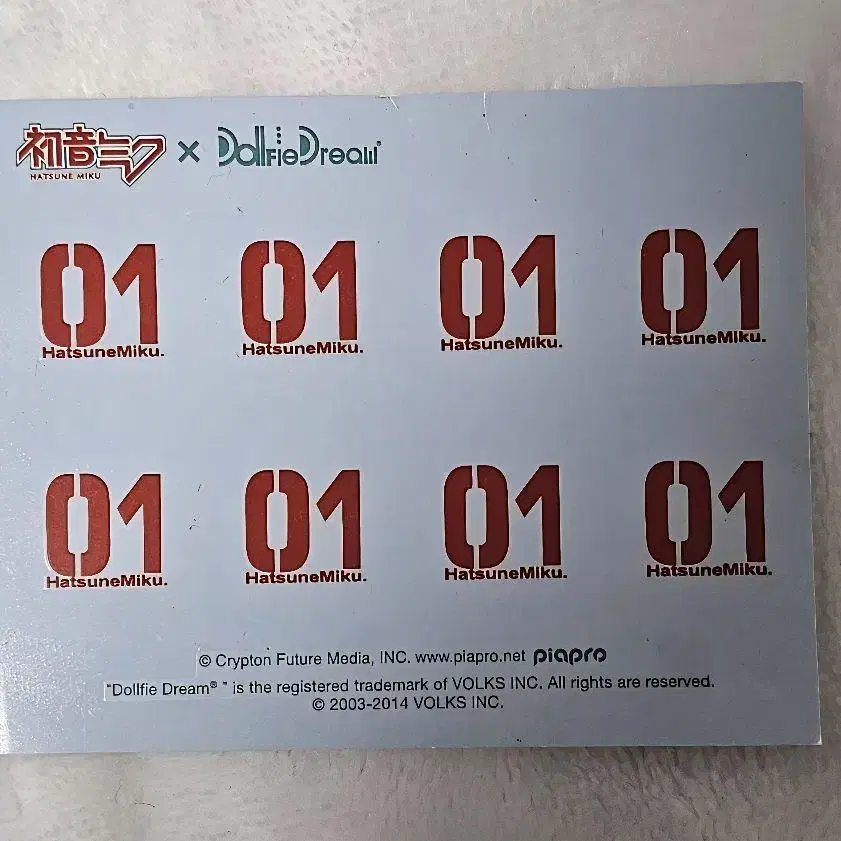 初音ミク × DollfieDream®
HATSUNE MIKU
01 01 01 01
HatsuneMiku. HatsuneMiku. HatsuneMiku. HatsuneMiku.
01 01 01 01
HatsuneMiku. HatsuneMiku. HatsuneMiku. HatsuneMiku.
© Crypton Future Media, INC. www.piapro.net piapro
"Dollfie Dream® " is the registered trademark of VOLKS INC. All rights are reserved.
© 2003-2014 VOLKS INC.